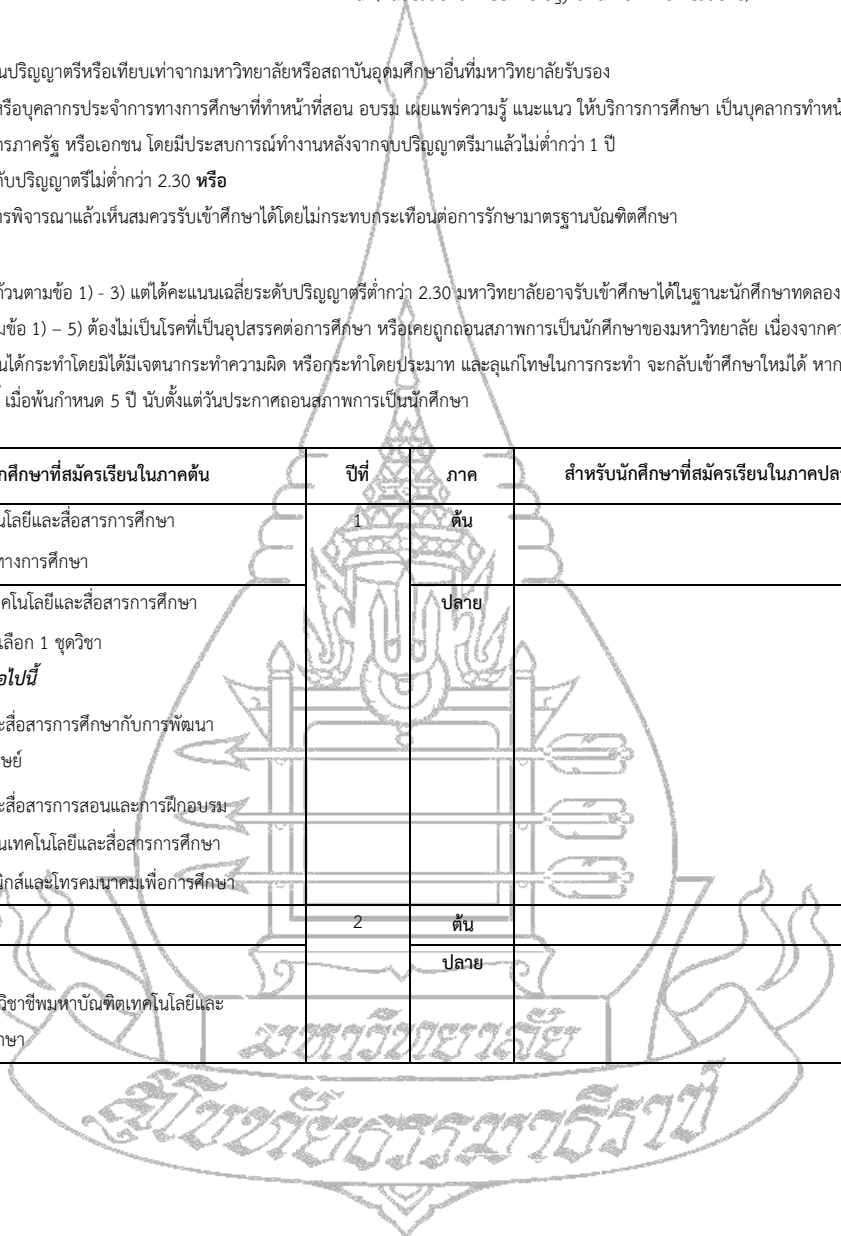 นปริญญาตรีหรือเทียบเท่าจากมหาวิทยาลัยหรือสถาบันอุดมศึกษาอื่นที่มหาวิทยาลัยรับรอง
หรือบุคลากรประจำการทางการศึกษาที่ทำหน้าที่สอน อบรม เผยแพร่ความรู้ แนะแนว ให้บริการการศึกษา เป็นบุคลากรทำหน้
ารภาครัฐ หรือเอกชน โดยมีประสบการณ์ทำงานหลังจากจบปริญญาตรีมาแล้วไม่ต่ำกว่า 1 ปี
ดับปริญญาตรีไม่ต่ำกว่า 2.30 หรือ
ารพิจารณาแล้วเห็นสมควรรับเข้าศึกษาได้โดยไม่กระทบกระเทือนต่อการรักษามาตรฐานบัณฑิตศึกษา
ถ้วนตามข้อ 1) - 3) แต่ได้คะแนนเฉลี่ยระดับปริญญาตรีต่ำกว่า 2.30 มหาวิทยาลัยอาจรับเข้าศึกษาได้ในฐานะนักศึกษาทดลอง
มข้อ 1) – 5) ต้องไม่เป็นโรคที่เป็นอุปสรรคต่อการศึกษา หรือเคยถูกถอนสภาพการเป็นนักศึกษาของมหาวิทยาลัย เนื่องจากคว
นได้กระทำโดยมิได้มีเจตนากระทำความผิด หรือกระทำโดยประมาท และลุแก่โทษในการกระทำ จะกลับเข้าศึกษาใหม่ได้ หาก
เมื่อพ้นกำหนด 5 ปี นับตั้งแต่วันประกาศถอนสภาพการเป็นนักศึกษา
กศึกษาที่สมัครเรียนในภาคต้น ปีที่ ภาค สำหรับนักศึกษาที่สมัครเรียนในภาคปลา
นโลยีและสื่อสารการศึกษา 1 ต้น
ทางการศึกษา
คโนโลยีและสื่อสารการศึกษา ปลาย
เลือก 1 ชุดวิชา
อไปนี้
ะสื่อสารการศึกษากับการพัฒนา
ษย์
ะสื่อสารการสอนและการฝึกอบรม
นเทคโนโลยีและสื่อสารการศึกษา
นิกส์และโทรคมนาคมเพื่อการศึกษา
2 ต้น
ปลาย
วิชาชีพมหาบัณฑิตเทคโนโลยีและ
กษา
มหาวิทยาลัย
สุโขทัยธรรมาธิราช